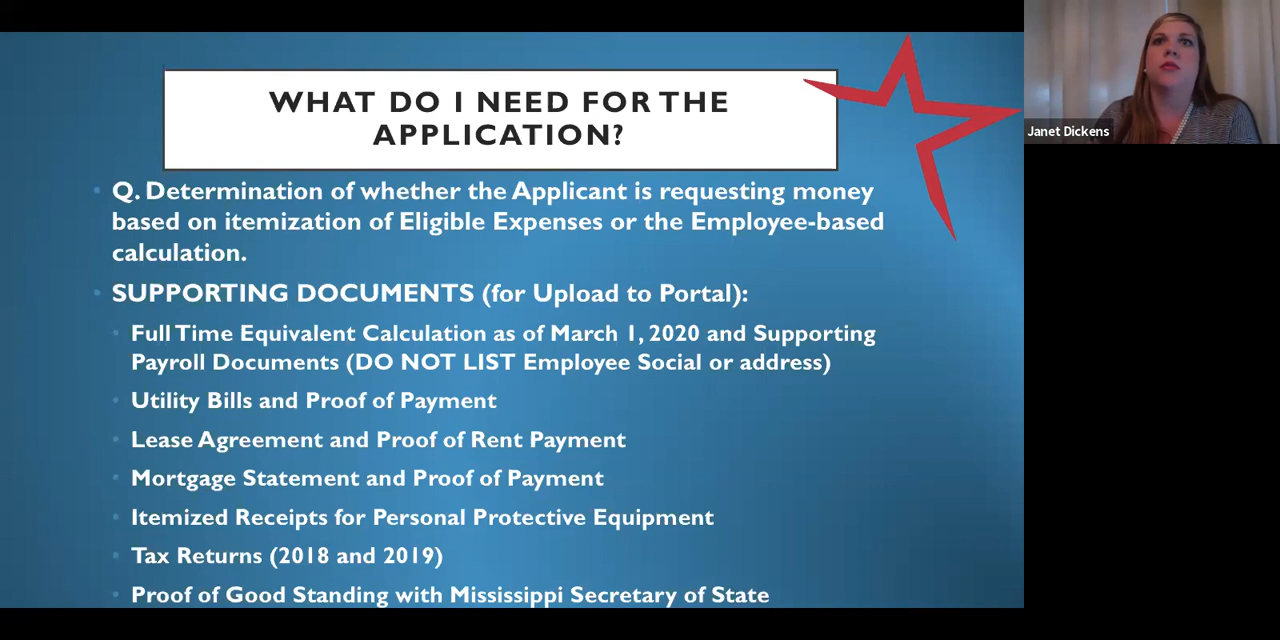 WHAT DO I NEED FOR THE
APPLICATION?
Q. Determination of whether the Applicant is requesting money
based on itemization of Eligible Expenses or the Employee-based
calculation.
SUPPORTING DOCUMENTS (for Upload to Portal):
Full Time Equivalent Calculation as of March 1, 2020 and Supporting
Payroll Documents (DO NOT LIST Employee Social or address)
Utility Bills and Proof of Payment
Lease Agreement and Proof of Rent Payment
Mortgage Statement and Proof of Payment
Itemized Receipts for Personal Protective Equipment
Tax Returns (2018 and 2019)
Proof of Good Standing with Mississippi Secretary of State
Janet Dickens